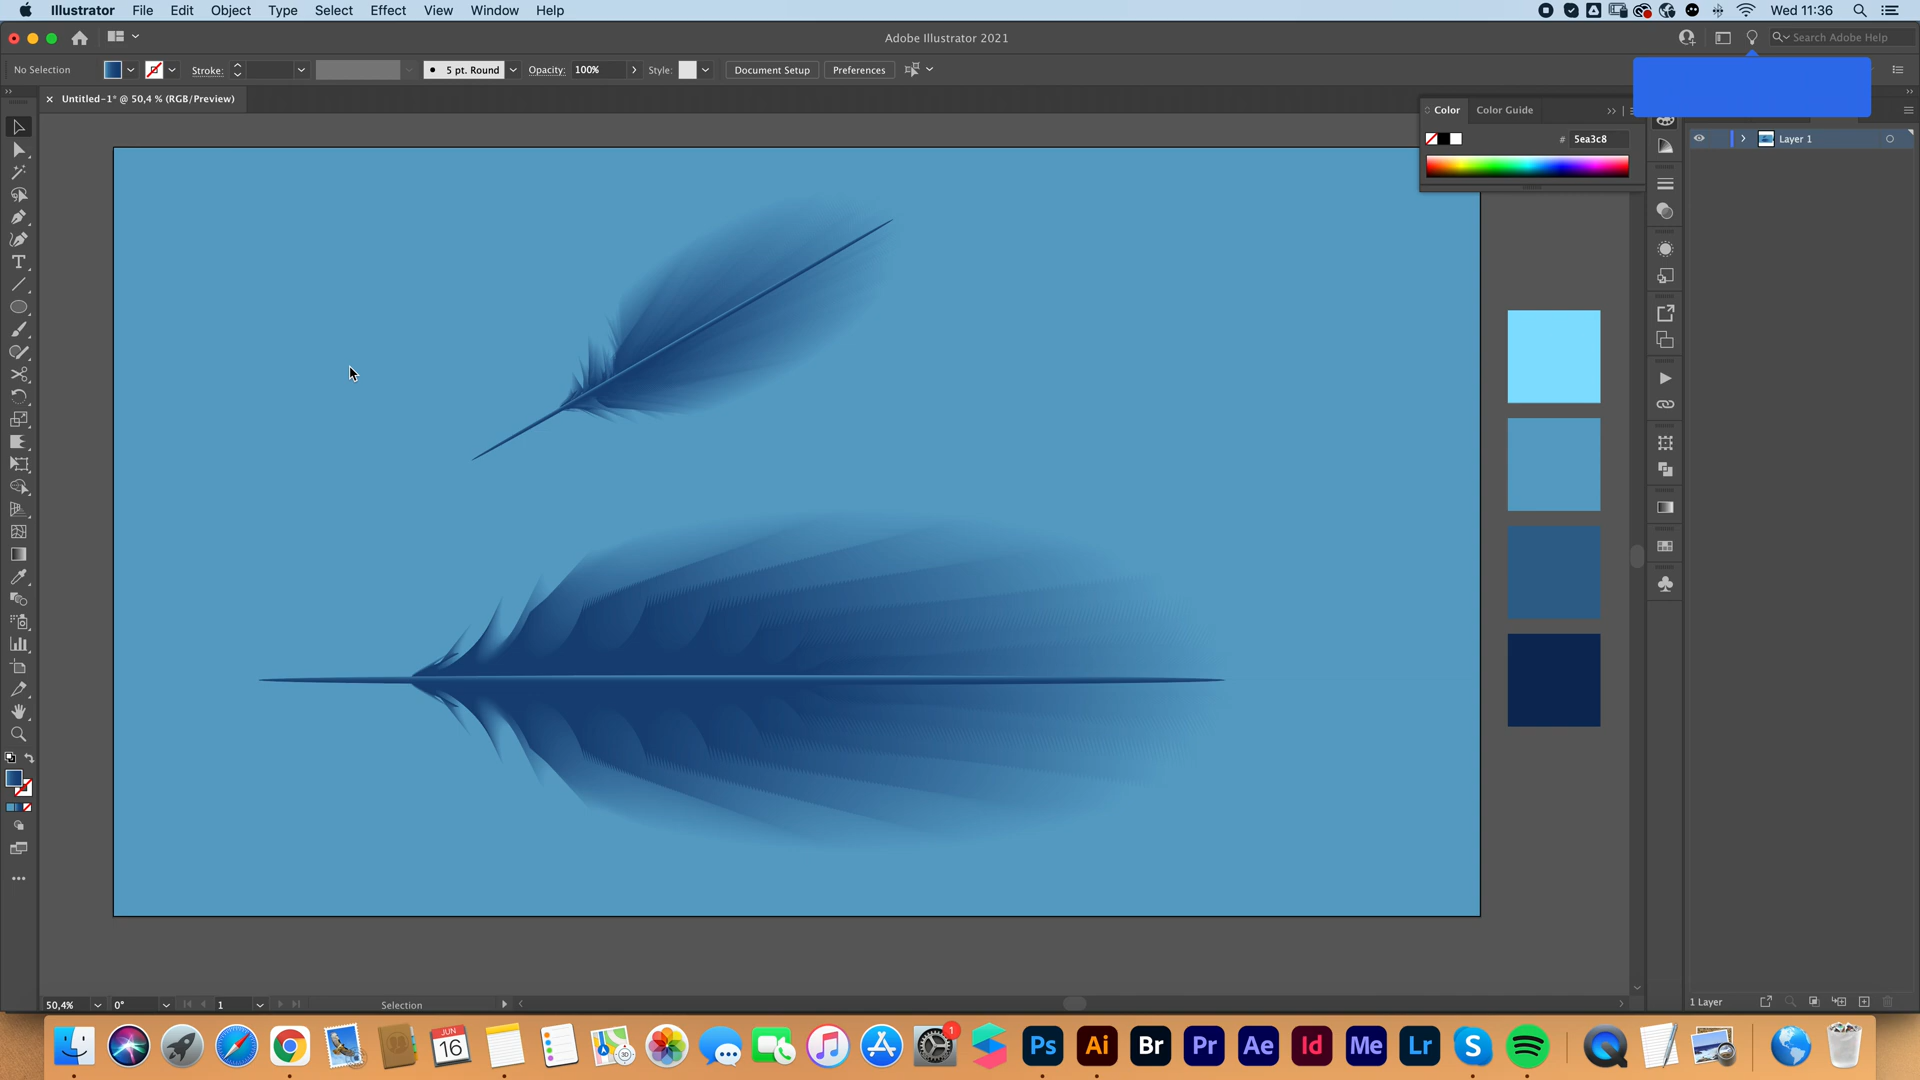 Illustrator File Edit Object Type Select Effect View Window Help Wed 11:36
Adobe Illustrator 2021 Search Adobe Help
No Selection Stroke: 5 pt. Round Opacity: 100% Style: Document Setup Preferences
Untitled-1* @ 50,4 % (RGB/Preview)
Color Color Guide
# 5ea3c8
Layer 1
50,4% 0° 1 Selection 1 Layer
JUN
16
30
1
Ps Ai Br Pr Ae Id Me Lr S